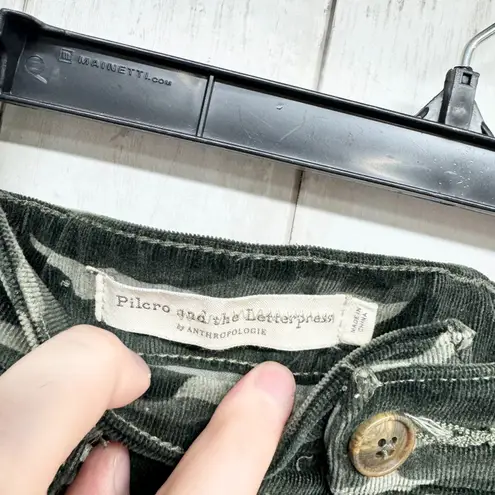 MAINETTI.COM
Pilcro and the Letterpress
by ANTHROPOLOGIE
MADE IN
CHINA